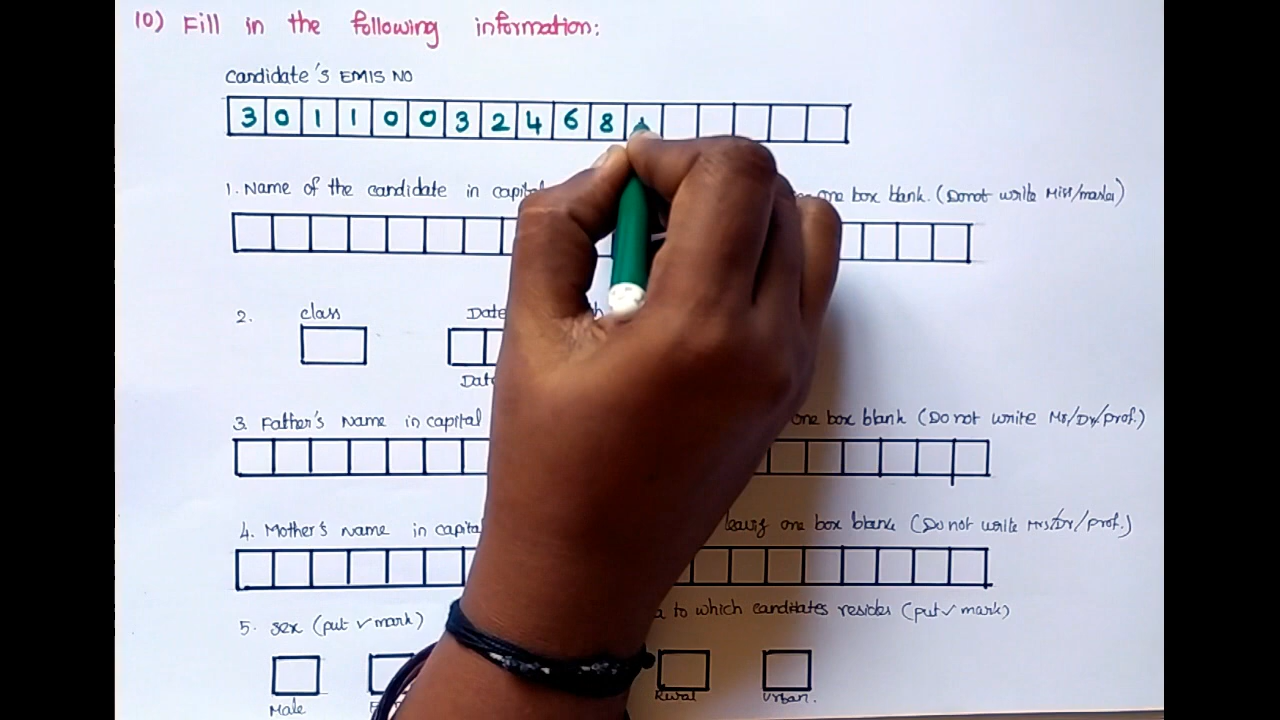 10) Fill in the following information:
Candidate's EMIS NO
3 0 1 1 0 0 3 2 4 6 8
1. Name of the candidate in capital one box blank. (Donot write Miss/master)
2. class Date
Date
3. Father's Name in capital one box blank (Do not write Mr/Dr/Prof.)
4. Mother's name in capital leaving one box blank (Do not write Mrs/Dr/Prof.)
5. sex (put ✓ mark) to which candidates resides (put ✓ mark)
Male Rural Urban.